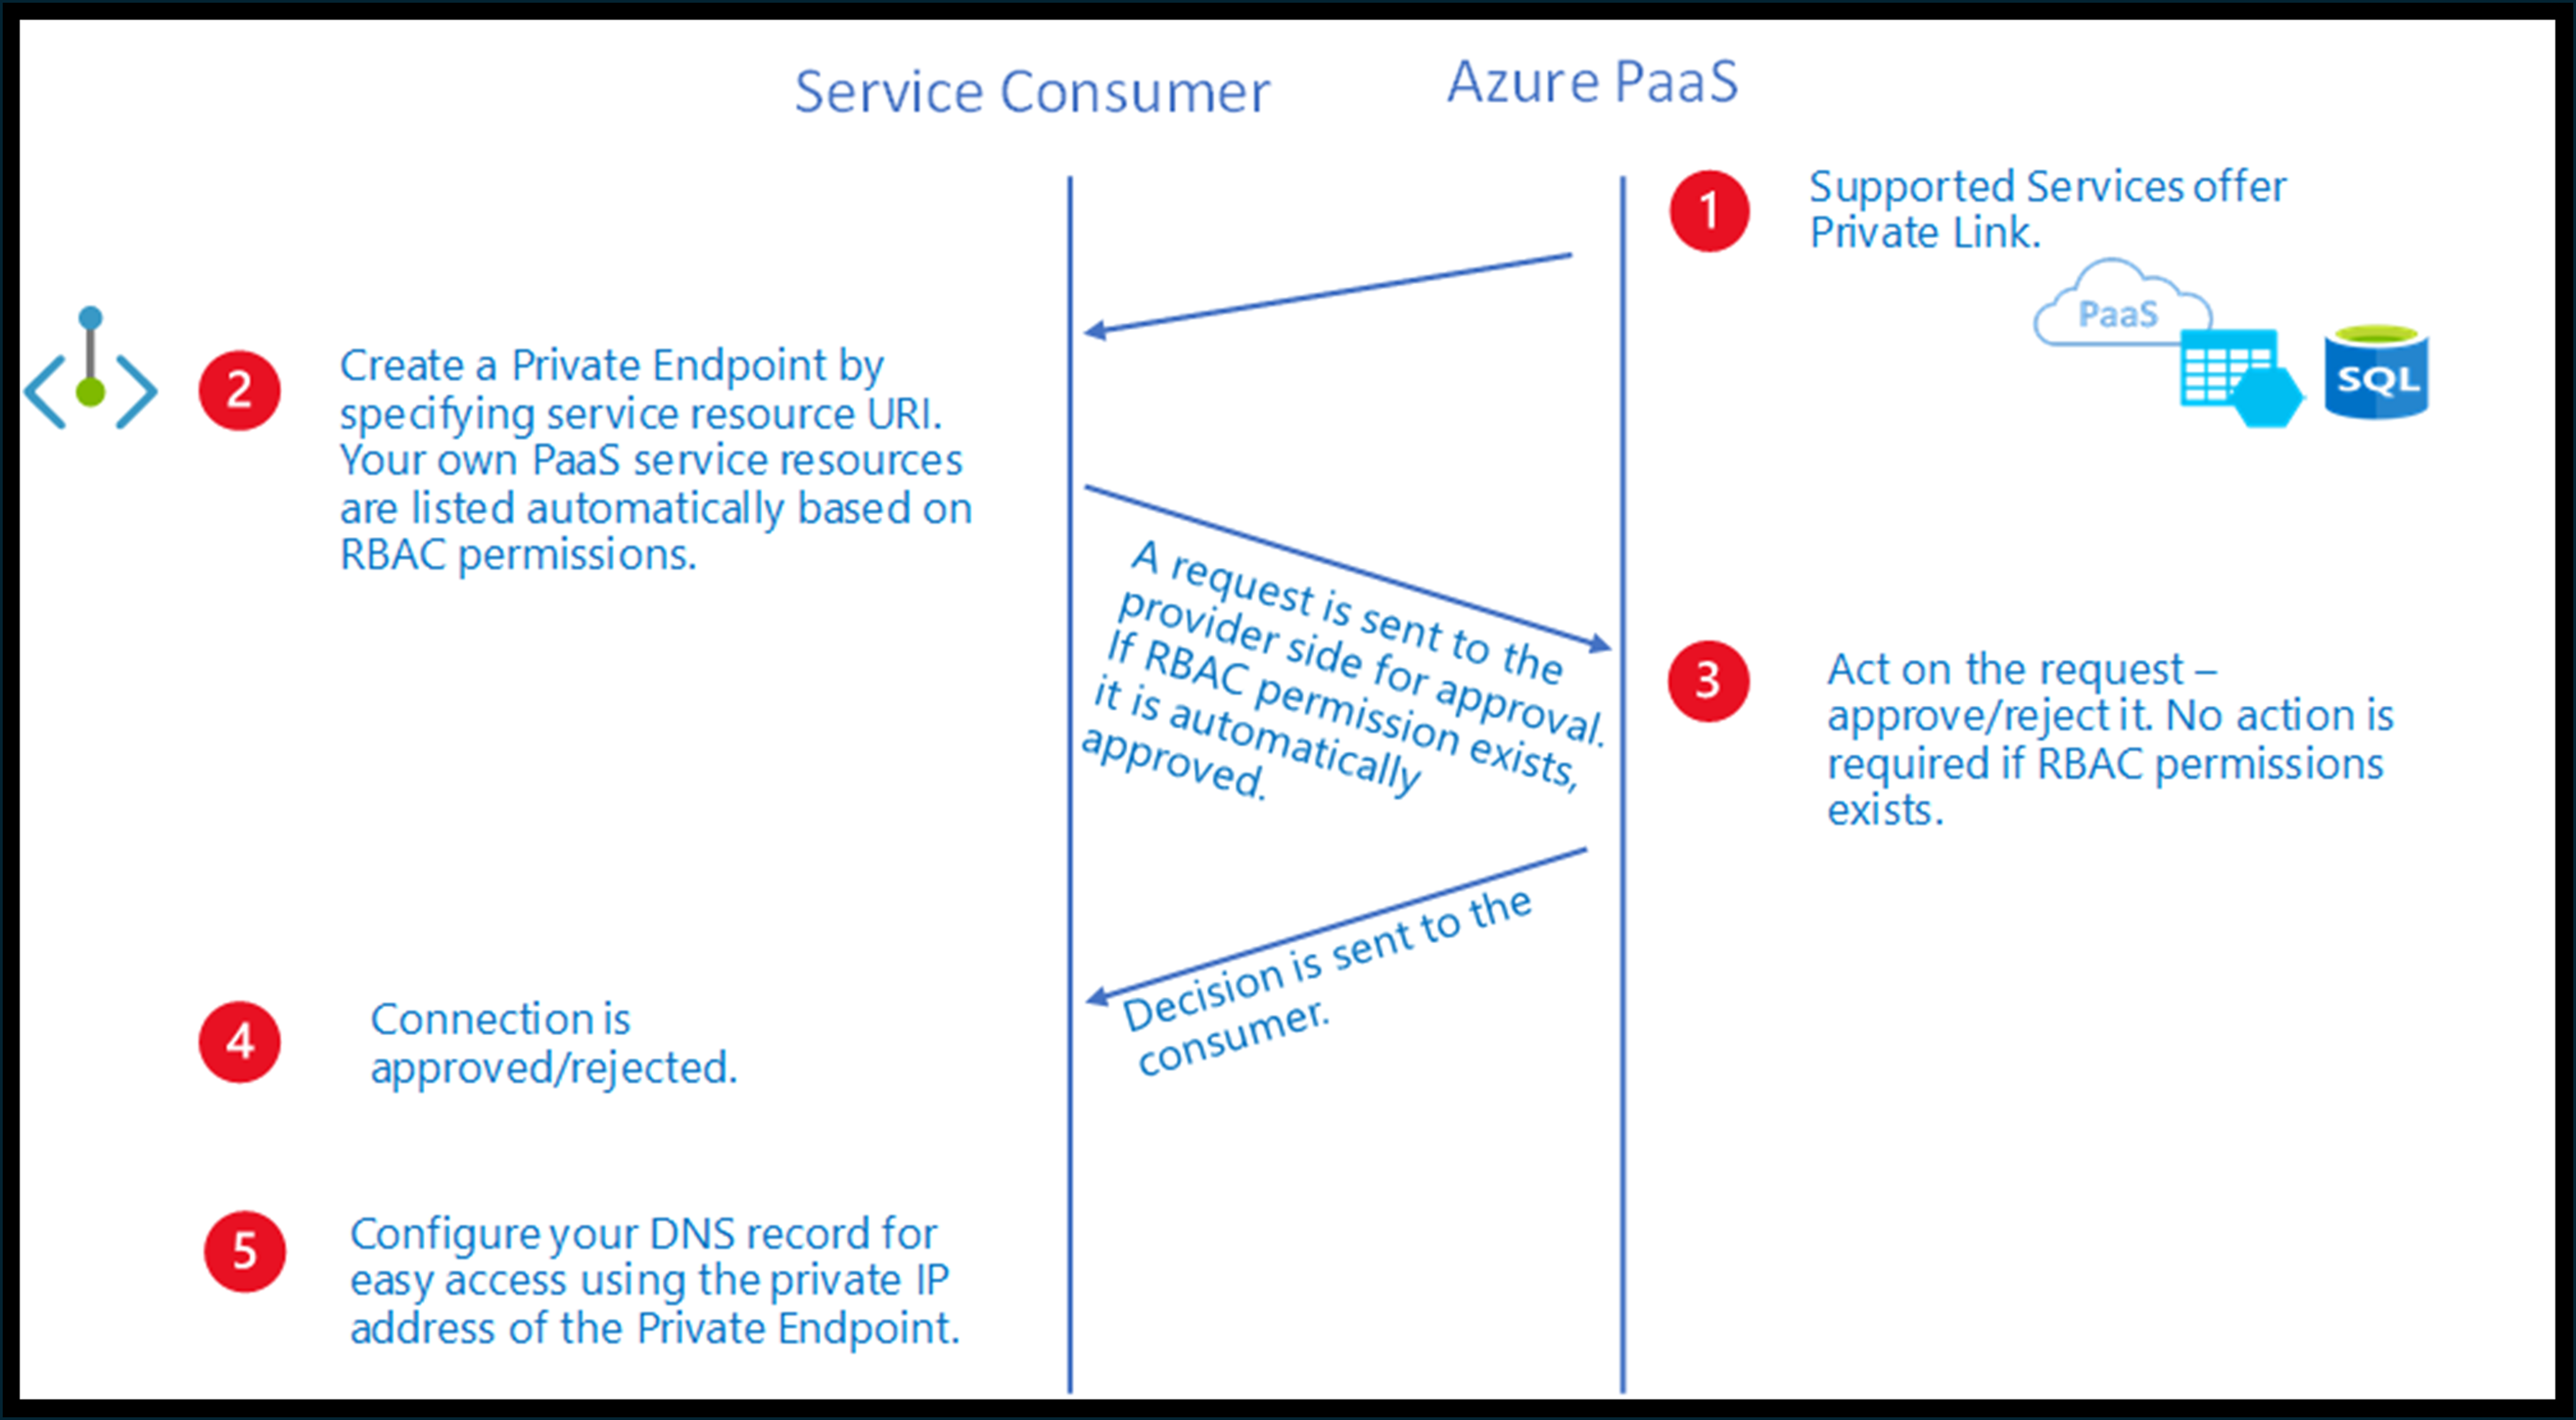 Service Consumer
Azure PaaS
1
Supported Services offer
Private Link.
PaaS
SQL
2
Create a Private Endpoint by
specifying service resource URI.
Your own PaaS service resources
are listed automatically based on
RBAC permissions.
A request is sent to the
provider side for approval.
If RBAC permission exists,
it is automatically
approved.
3
Act on the request –
approve/reject it. No action is
required if RBAC permissions
exists.
Decision is sent to the
consumer.
4
Connection is
approved/rejected.
5
Configure your DNS record for
easy access using the private IP
address of the Private Endpoint.